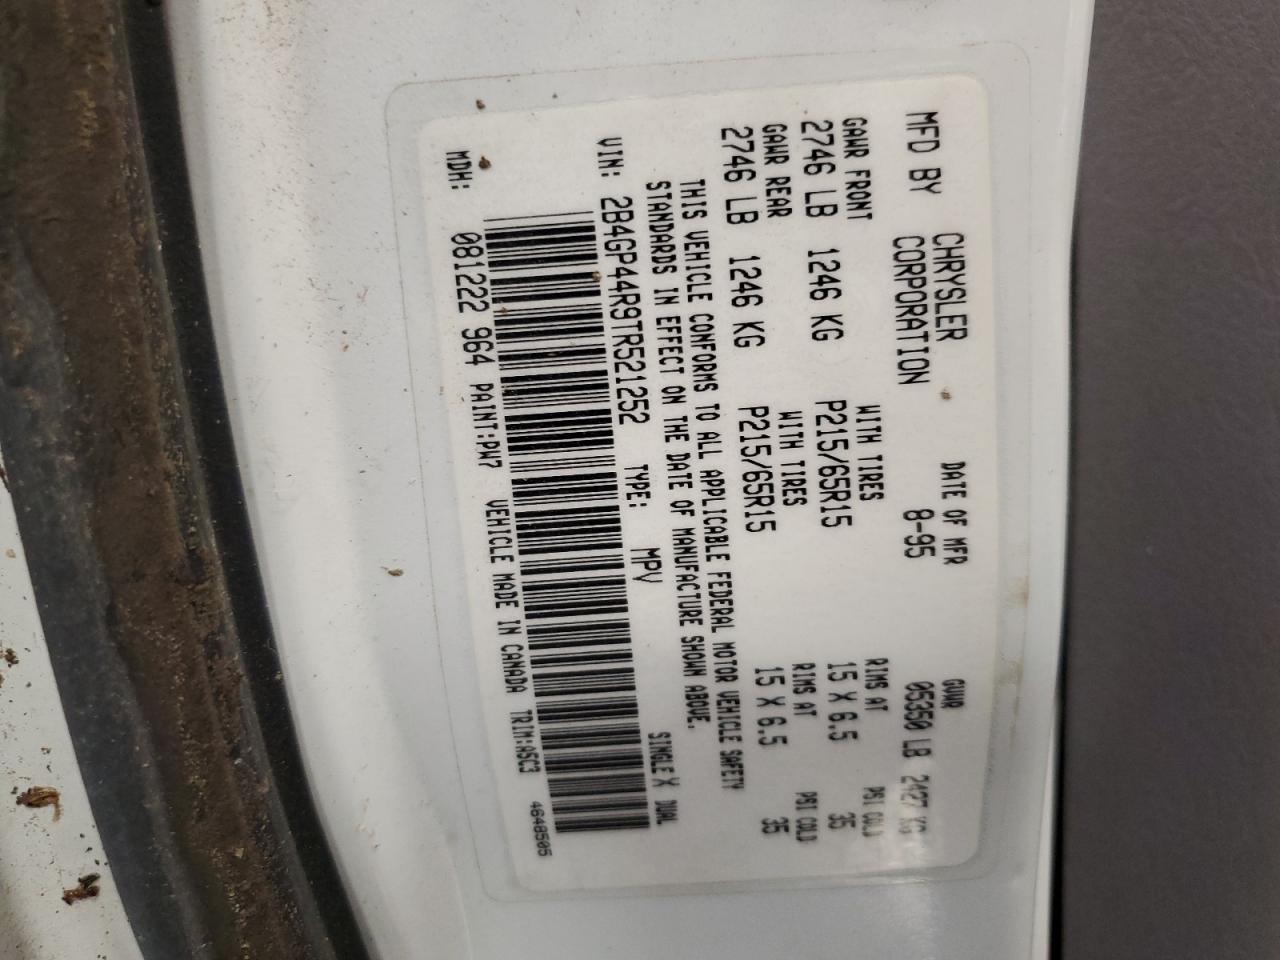 MFD BY CHRYSLER CORPORATION DATE OF MFR 8-95 GVWR 05350 LB 2427 KG
GAWR FRONT WITH TIRES RIMS AT PSI COLD
2746 LB 1246 KG P215/65R15 15 X 6.5 35
GAWR REAR WITH TIRES RIMS AT PSI COLD
2746 LB 1246 KG P215/65R15 15 X 6.5 35
THIS VEHICLE CONFORMS TO ALL APPLICABLE FEDERAL MOTOR VEHICLE SAFETY
STANDARDS IN EFFECT ON THE DATE OF MANUFACTURE SHOWN ABOVE.
VIN: 2B4GP44R9TR521252 TYPE: MPV SINGLE X DUAL
MDH: 081222 964 PAINT:PW7 VEHICLE MADE IN CANADA TRIM:A5C3 4648505